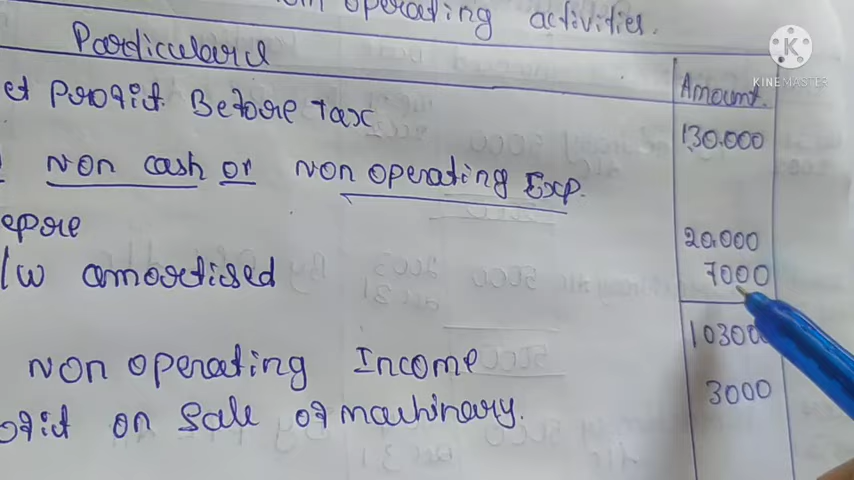 operating activities.
Particulars Amount.
et Profit Before Tax 130.000
Non cash or Non operating Exp.
epre 20.000
/w amortised 7000
10300
Non operating Income
ofit on Sale of machinary. 3000
K
KINEMASTER